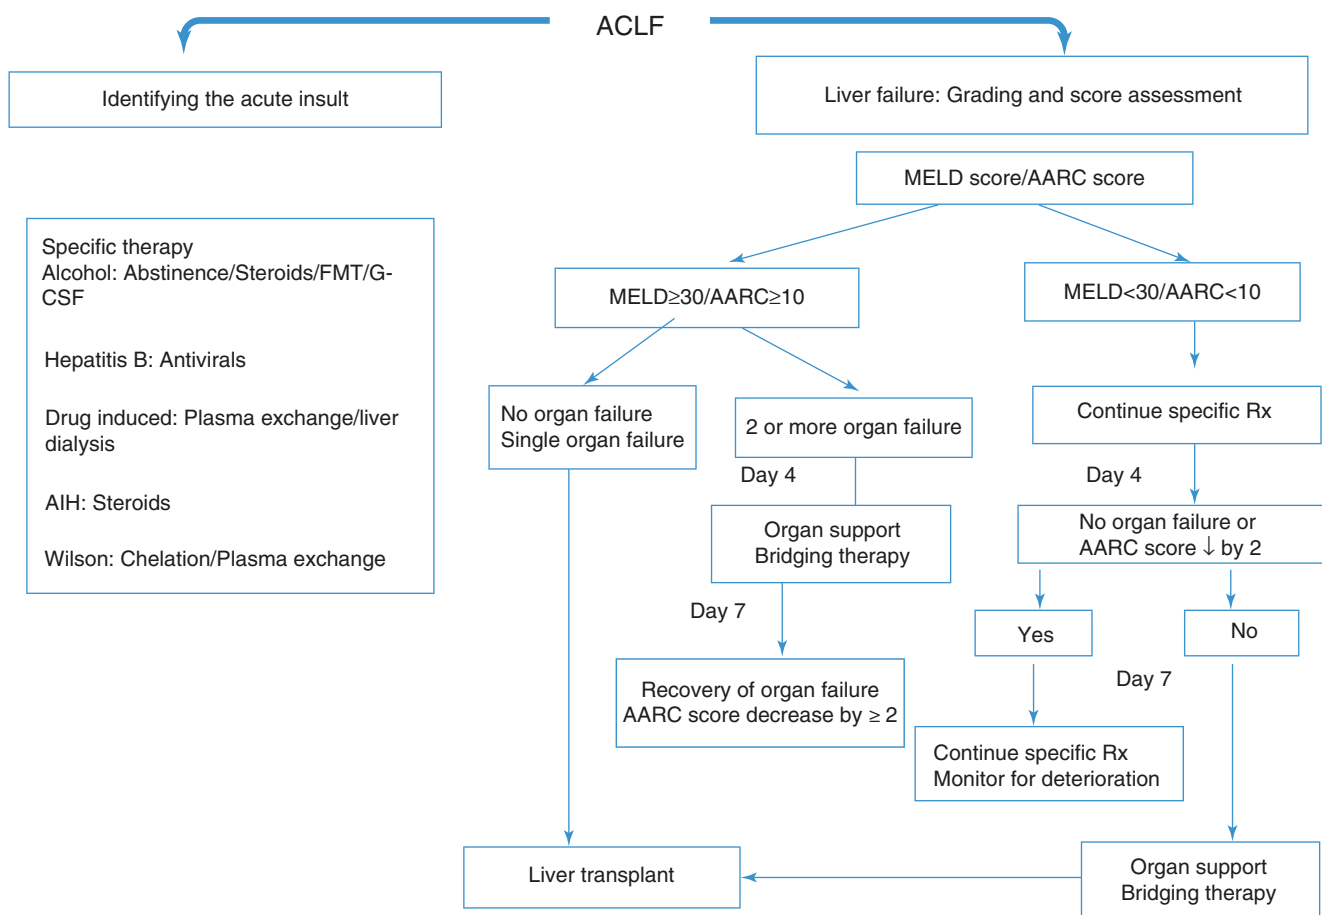 ACLF
Identifying the acute insult
Liver failure: Grading and score assessment
MELD score/AARC score
Specific therapy
Alcohol: Abstinence/Steroids/FMT/G-
CSF
Hepatitis B: Antivirals
Drug induced: Plasma exchange/liver
dialysis
AIH: Steroids
Wilson: Chelation/Plasma exchange
MELD≥30/AARC≥10
MELD<30/AARC<10
No organ failure
Single organ failure
2 or more organ failure
Continue specific Rx
Day 4
Day 4
Organ support
Bridging therapy
No organ failure or
AARC score ↓ by 2
Day 7
Yes
No
Recovery of organ failure
AARC score decrease by ≥ 2
Day 7
Continue specific Rx
Monitor for deterioration
Liver transplant
Organ support
Bridging therapy